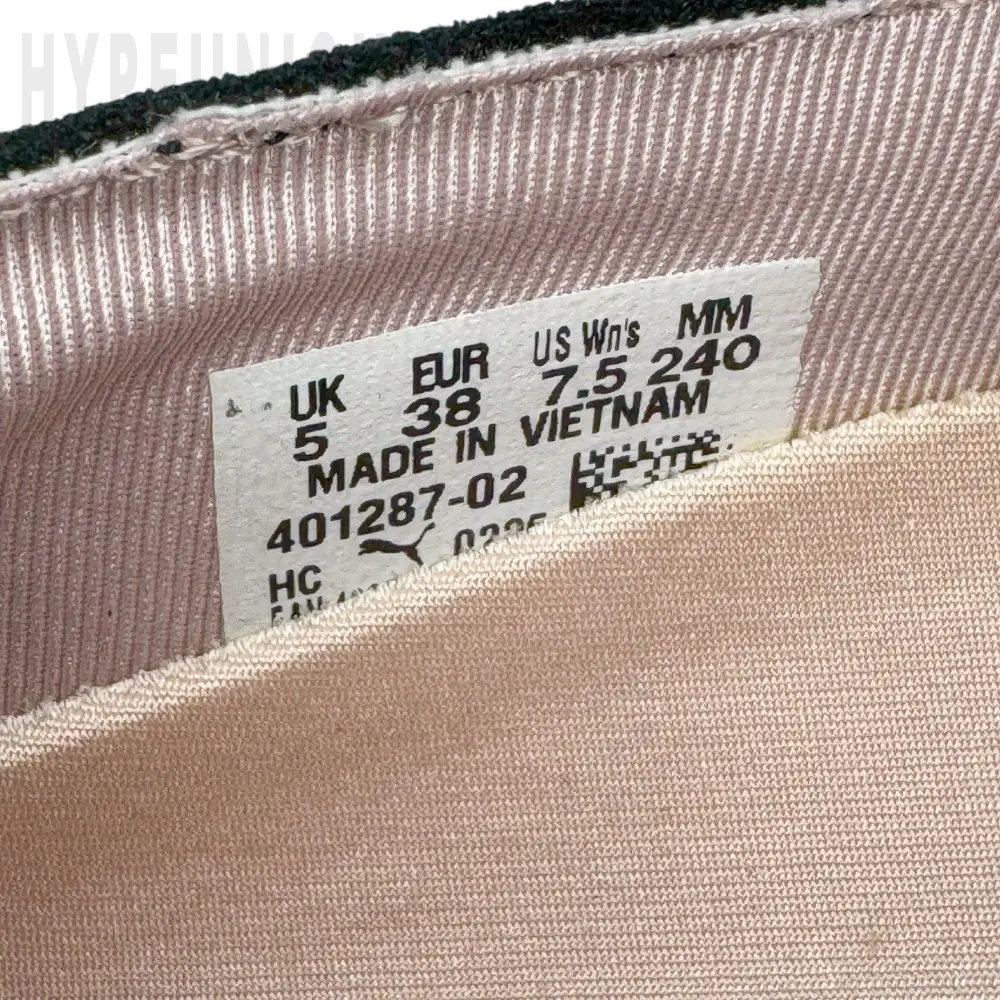 UK EUR US Wn's MM
5 38 7.5 240
MADE IN VIETNAM
401287-02
HC